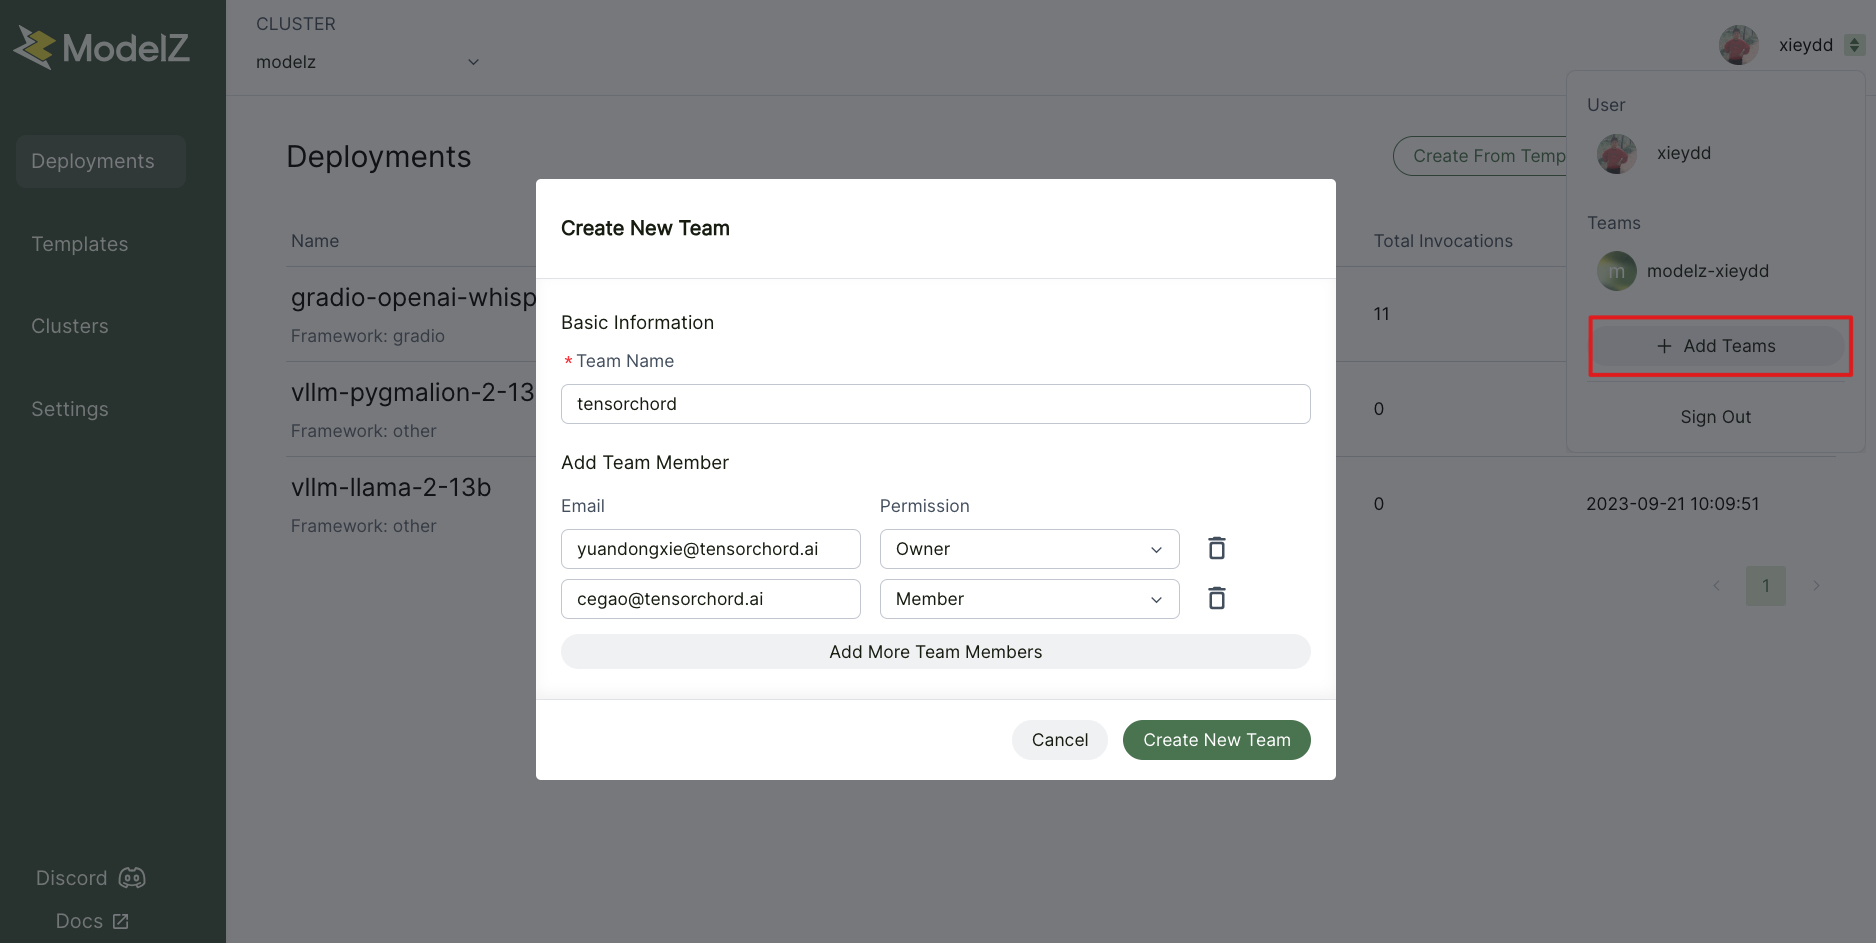 ModelZ
Deployments
Templates
Clusters
Settings
Discord
Docs
CLUSTER
modelz
xieydd
Deployments
Create From Temp
User
xieydd
Teams
m modelz-xieydd
+ Add Teams
Sign Out
Name
Total Invocations
gradio-openai-whisp
Framework: gradio
11
vllm-pygmalion-2-13
Framework: other
0
vllm-llama-2-13b
Framework: other
0
2023-09-21 10:09:51
1
Create New Team
Basic Information
* Team Name
tensorchord
Add Team Member
Email Permission
yuandongxie@tensorchord.ai Owner
cegao@tensorchord.ai Member
Add More Team Members
Cancel Create New Team